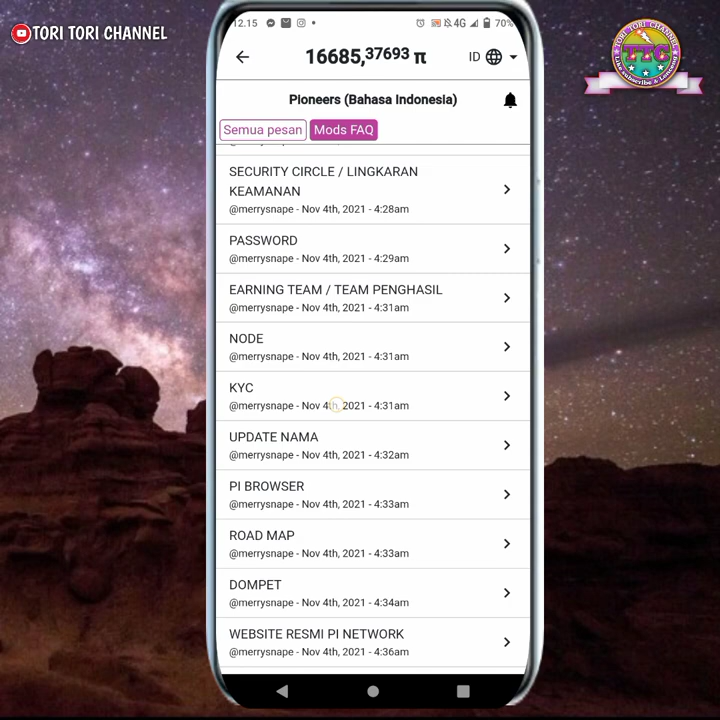 TORI TORI CHANNEL
12.15
4G
70%
16685,37693 π
ID
Pioneers (Bahasa Indonesia)
Semua pesan
Mods FAQ
SECURITY CIRCLE / LINGKARAN
KEAMANAN
@merrysnape - Nov 4th, 2021 - 4:28am
PASSWORD
@merrysnape - Nov 4th, 2021 - 4:29am
EARNING TEAM / TEAM PENGHASIL
@merrysnape - Nov 4th, 2021 - 4:31am
NODE
@merrysnape - Nov 4th, 2021 - 4:31am
KYC
@merrysnape - Nov 4th, 2021 - 4:31am
UPDATE NAMA
@merrysnape - Nov 4th, 2021 - 4:32am
PI BROWSER
@merrysnape - Nov 4th, 2021 - 4:33am
ROAD MAP
@merrysnape - Nov 4th, 2021 - 4:33am
DOMPET
@merrysnape - Nov 4th, 2021 - 4:34am
WEBSITE RESMI PI NETWORK
@merrysnape - Nov 4th, 2021 - 4:36am
TORI TORI CHANNEL
TTC